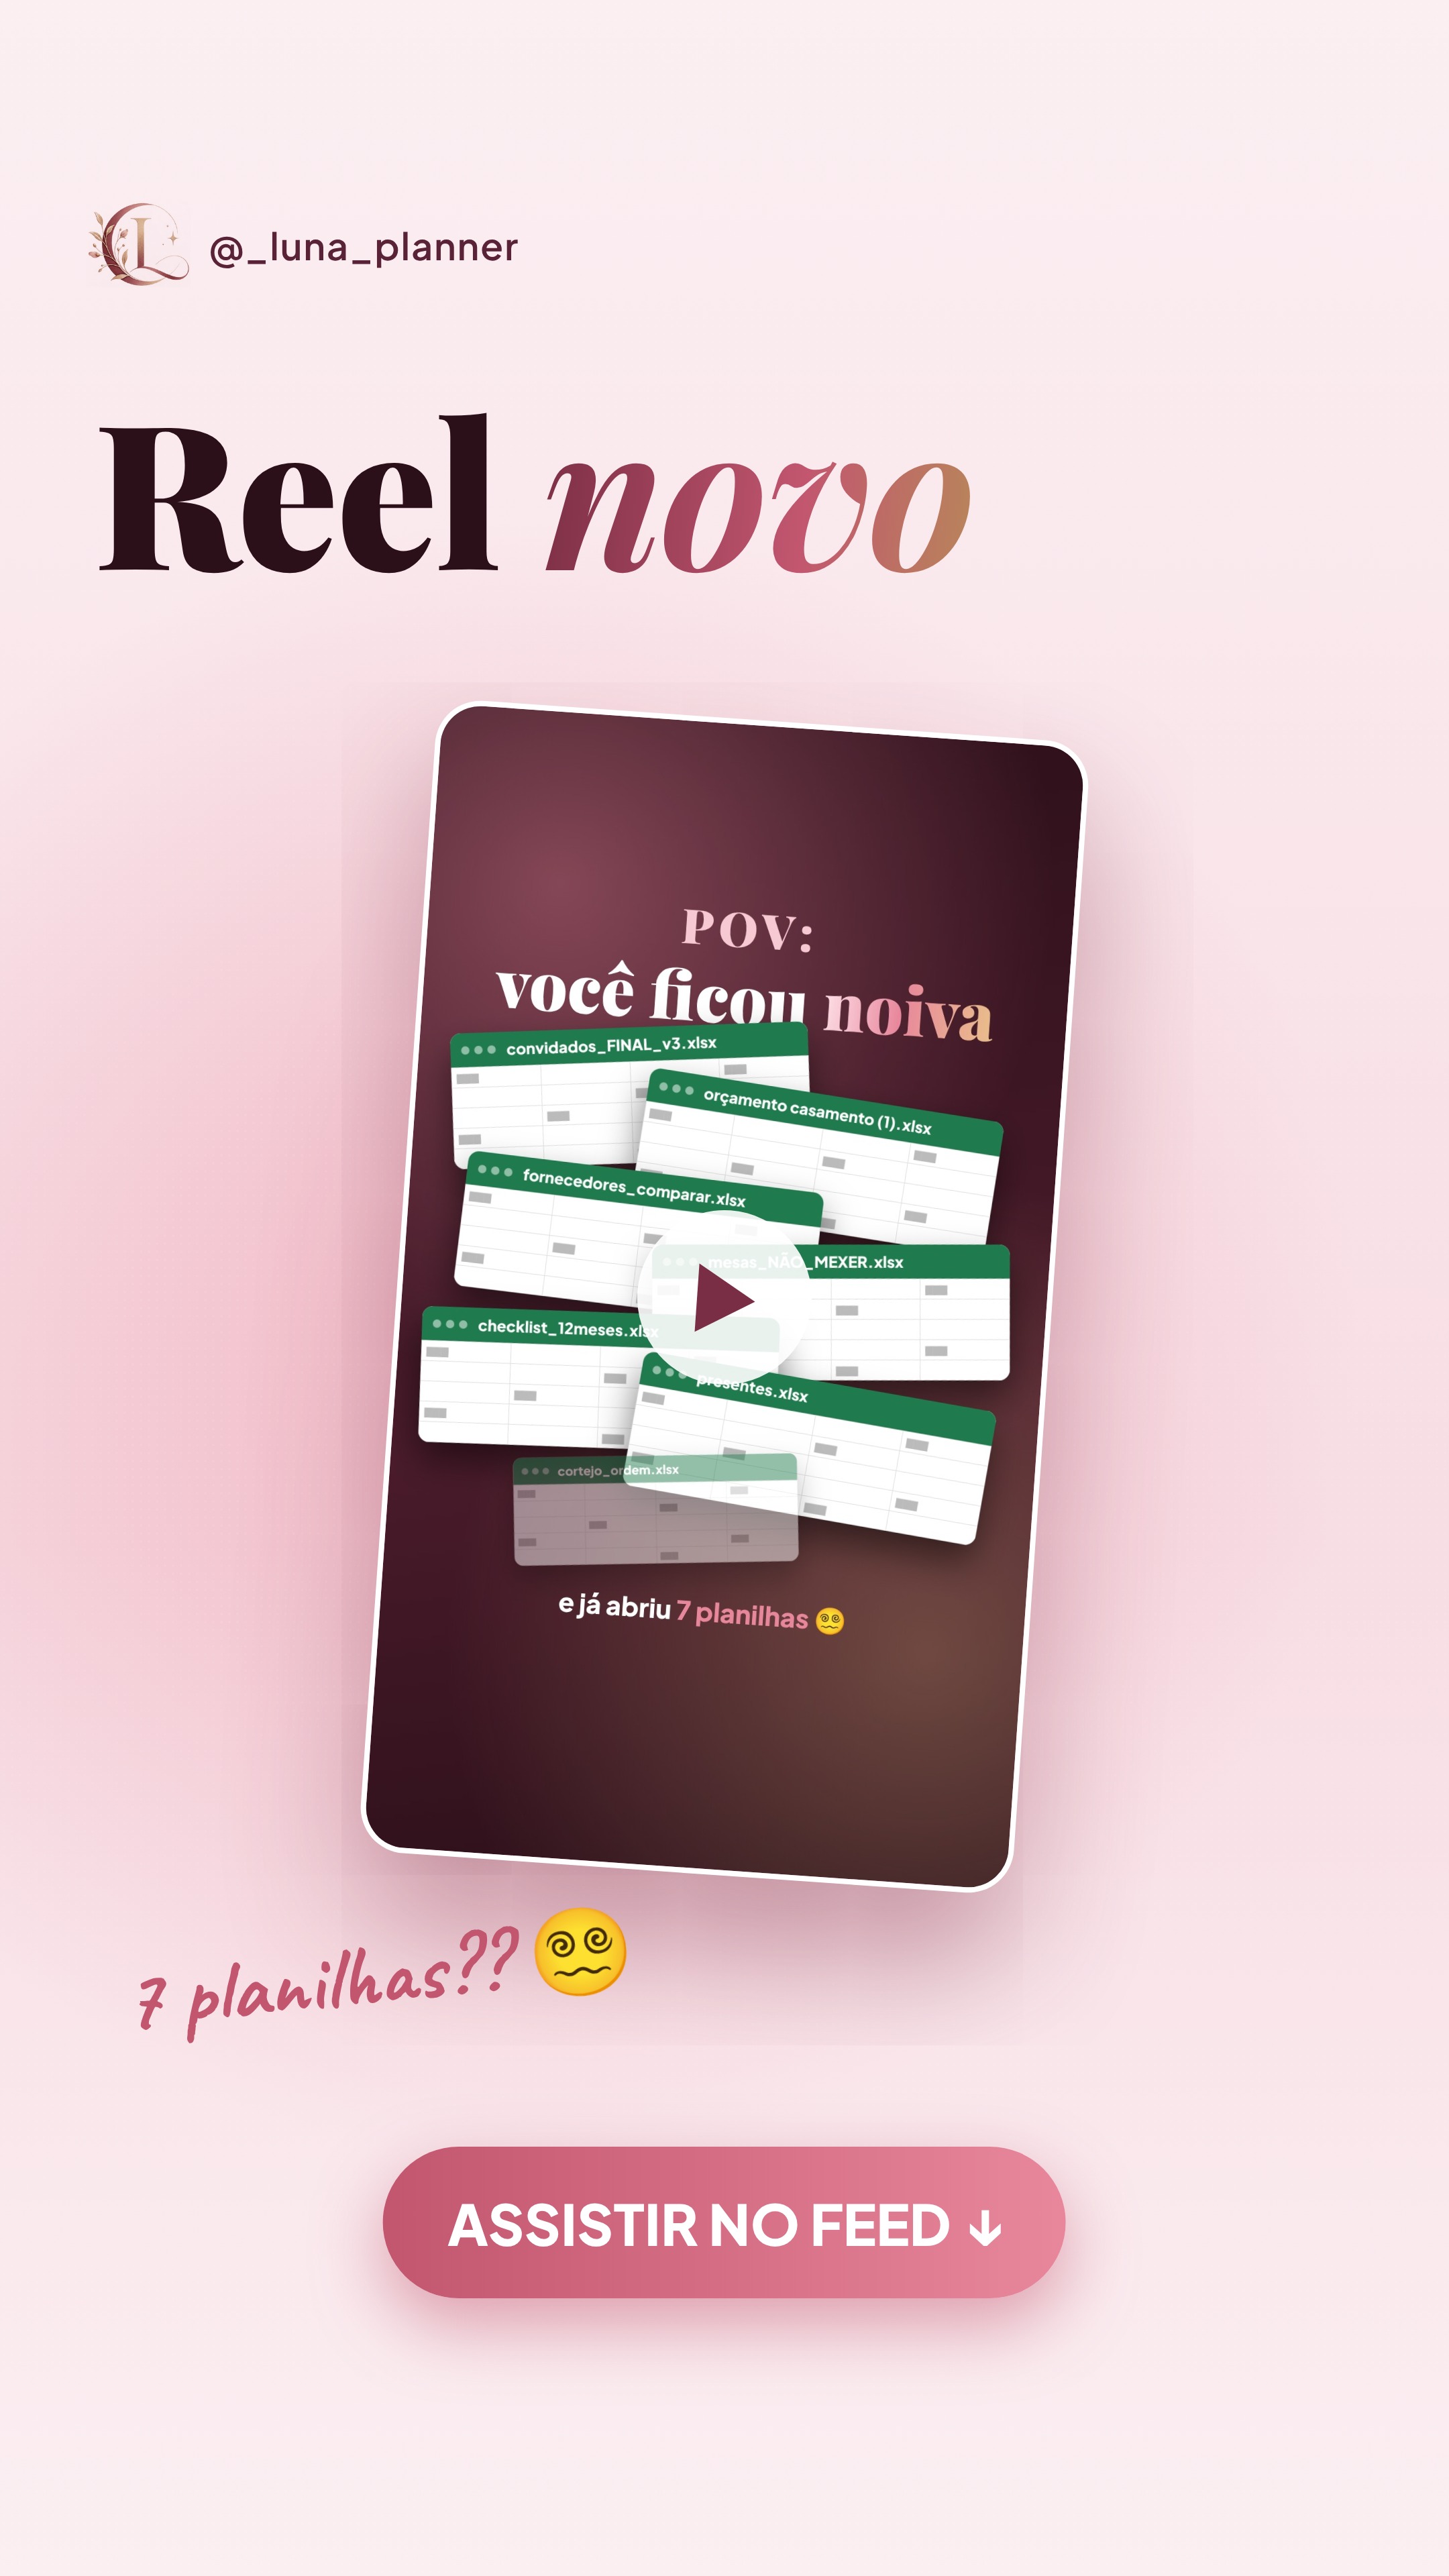 @_luna_planner
Reel novo
POV:
você ficou noiva
convidados_FINAL_v3.xlsx
orçamento casamento (1).xlsx
fornecedores_comparar.xlsx
mesas_NÃO_MEXER.xlsx
checklist_12meses.xlsx
presentes.xlsx
cortejo_ordem.xlsx
e já abriu 7 planilhas 😵‍💫
7 planilhas?? 😵‍💫
ASSISTIR NO FEED ↓